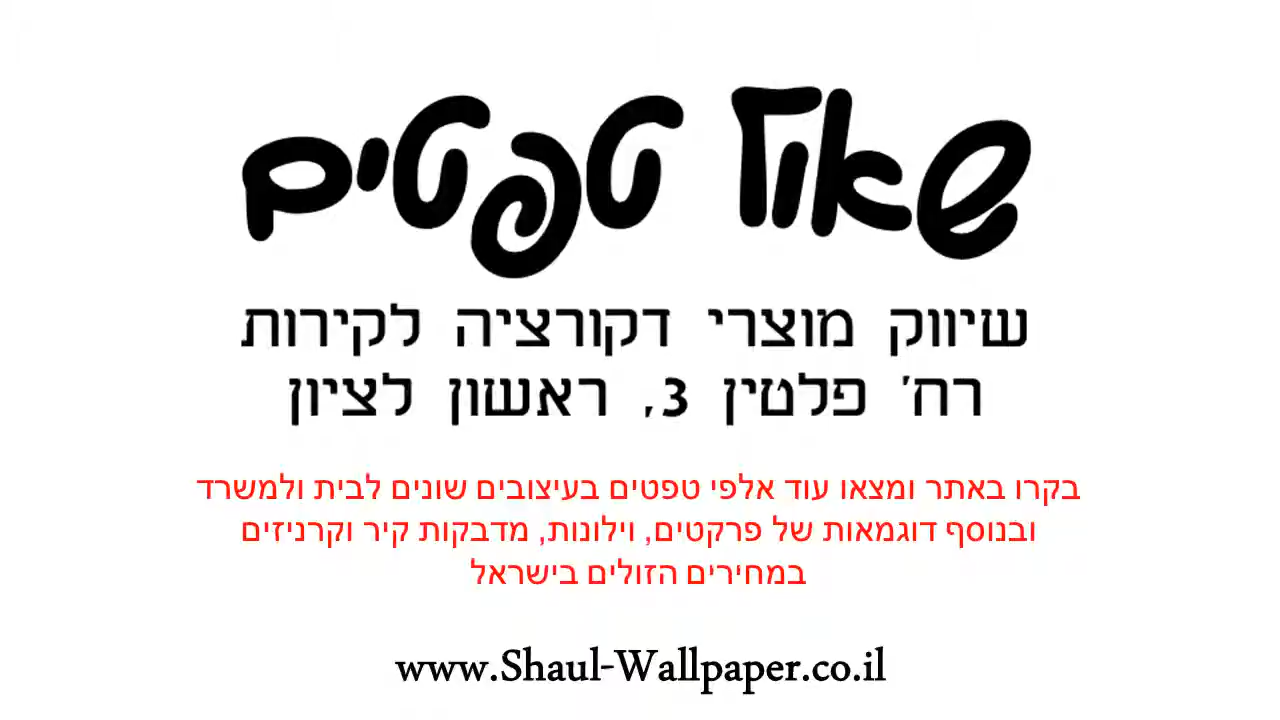 שאול טפטים
שיווק מוצרי דקורציה לקירות
רח' פלטין 3, ראשון לציון
בקרו באתר ומצאו עוד אלפי טפטים בעיצובים שונים לבית ולמשרד
ובנוסף דוגמאות של פרקטים, וילונות, מדבקות קיר וקרניזים
במחירים הזולים בישראל
www.Shaul-Wallpaper.co.il